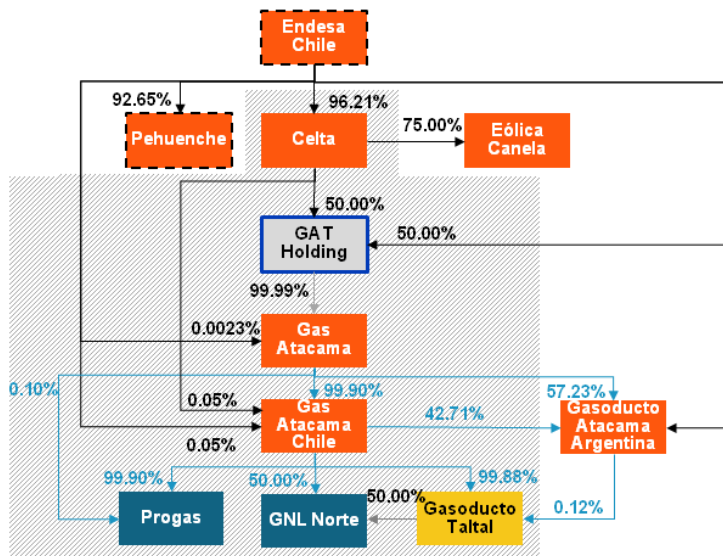 Endesa
Chile
92.65%
96.21%
Pehuenche
Celta
75.00%
Eólica
Canela
50.00%
GAT
Holding
50.00%
99.99%
0.0023%
Gas
Atacama
0.10%
99.90%
57.23%
0.05%
Gas
Atacama
Chile
42.71%
Gasoducto
Atacama
Argentina
0.05%
99.90%
50.00%
99.88%
50.00%
Progas
GNL Norte
Gasoducto
Taltal
0.12%